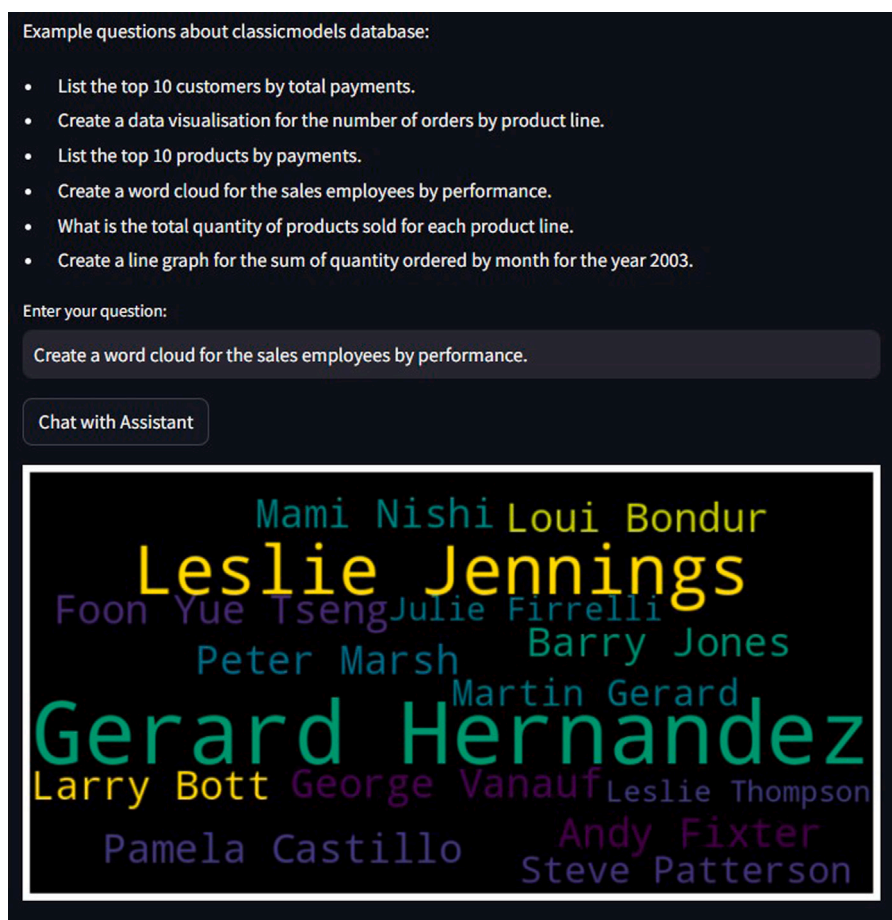 Example questions about classicmodels database:
• List the top 10 customers by total payments.
• Create a data visualisation for the number of orders by product line.
• List the top 10 products by payments.
• Create a word cloud for the sales employees by performance.
• What is the total quantity of products sold for each product line.
• Create a line graph for the sum of quantity ordered by month for the year 2003.
Enter your question:
Create a word cloud for the sales employees by performance.
Chat with Assistant
Mami Nishi
Loui Bondur
Leslie Jennings
Foon Yue Tseng
Julie Firrelli
Barry Jones
Peter Marsh
Martin Gerard
Gerard Hernandez
Larry Bott
George Vanauf
Leslie Thompson
Andy Fixter
Pamela Castillo
Steve Patterson